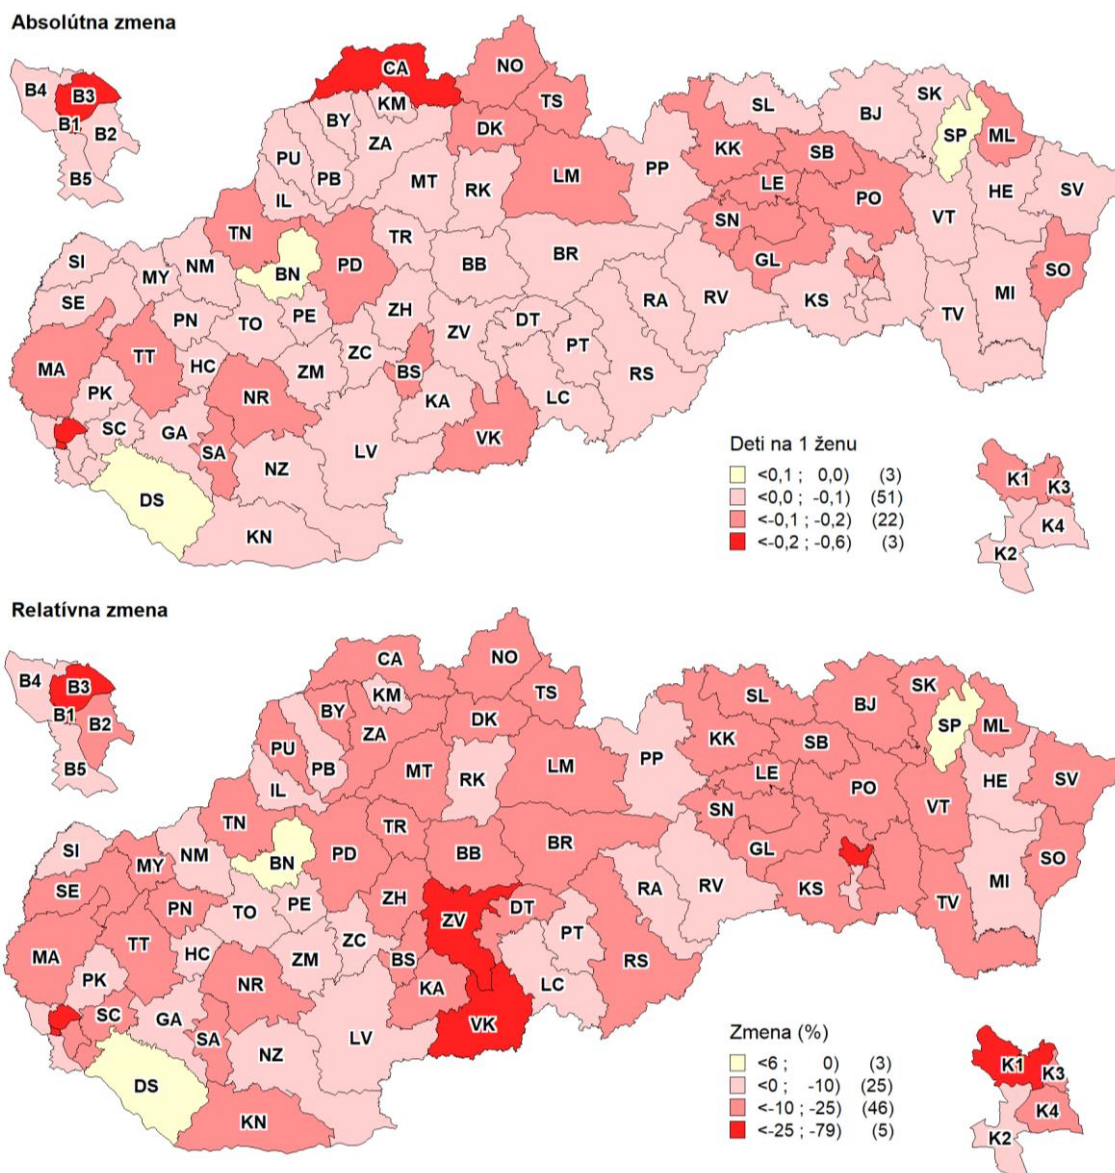 Absolútna zmena
B4
B3
B1
B2
B5
CA
NO
TS
KM
BY
ZA
DK
PU
PB
MT
RK
LM
PP
IL
SL
KK
SB
LE
SN
GL
PO
BJ
SK
SP
ML
HE
SV
VT
SO
MI
TV
KS
TN
BN
PD
TR
BB
BR
RA
RV
SI
MY
NM
SE
PN
TO
PE
ZH
ZV
DT
PT
RS
MA
TT
HC
ZM
ZC
BS
KA
LC
PK
NR
VK
SC
GA
SA
NZ
LV
DS
KN
Deti na 1 ženu
<0,1 ; 0,0) (3)
<0,0 ; -0,1) (51)
<-0,1 ; -0,2) (22)
<-0,2 ; -0,6) (3)
K1
K3
K4
K2
Relatívna zmena
B4
B3
B1
B2
B5
CA
NO
TS
KM
BY
ZA
DK
PU
PB
MT
RK
LM
PP
IL
SL
KK
SB
LE
SN
GL
PO
BJ
SK
SP
ML
HE
SV
VT
SO
MI
TV
KS
TN
BN
PD
TR
BB
BR
RA
RV
SI
MY
NM
SE
PN
TO
PE
ZH
ZV
DT
PT
RS
MA
TT
HC
ZM
ZC
BS
KA
LC
PK
NR
VK
SC
GA
SA
NZ
LV
DS
KN
Zmena (%)
<6 ; 0) (3)
<0 ; -10) (25)
<-10 ; -25) (46)
<-25 ; -79) (5)
K1
K3
K4
K2